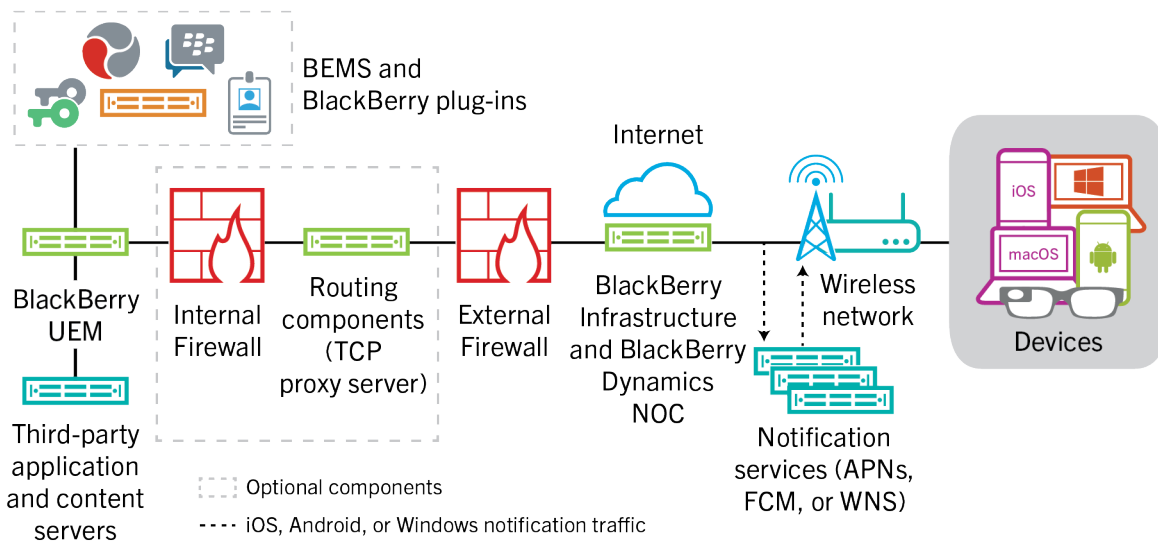 BEMS and
BlackBerry plug-ins
Internet
iOS
macOS
BlackBerry
UEM
Internal
Firewall
Routing
components
(TCP
proxy server)
External
Firewall
BlackBerry
Infrastructure
and BlackBerry
Dynamics
NOC
Wireless
network
Devices
Third-party
application
and content
servers
Notification
services (APNs,
FCM, or WNS)
Optional components
iOS, Android, or Windows notification traffic